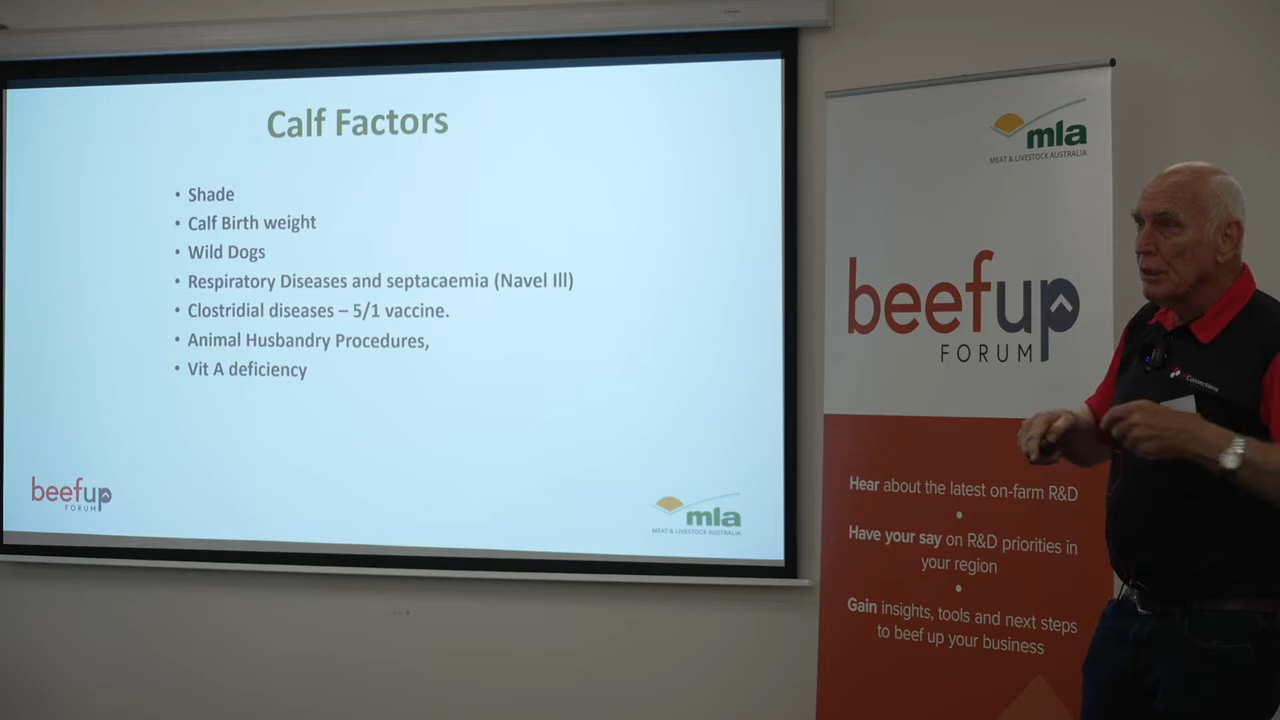 Calf Factors
• Shade
• Calf Birth weight
• Wild Dogs
• Respiratory Diseases and septacaemia (Navel Ill)
• Clostridial diseases – 5/1 vaccine.
• Animal Husbandry Procedures,
• Vit A deficiency
beefup
FORUM
mla
MEAT & LIVESTOCK AUSTRALIA
mla
MEAT & LIVESTOCK AUSTRALIA
beefup
FORUM
Hear about the latest on-farm R&D
•
Have your say on R&D priorities in
your region
•
Gain insights, tools and next steps
to beef up your business